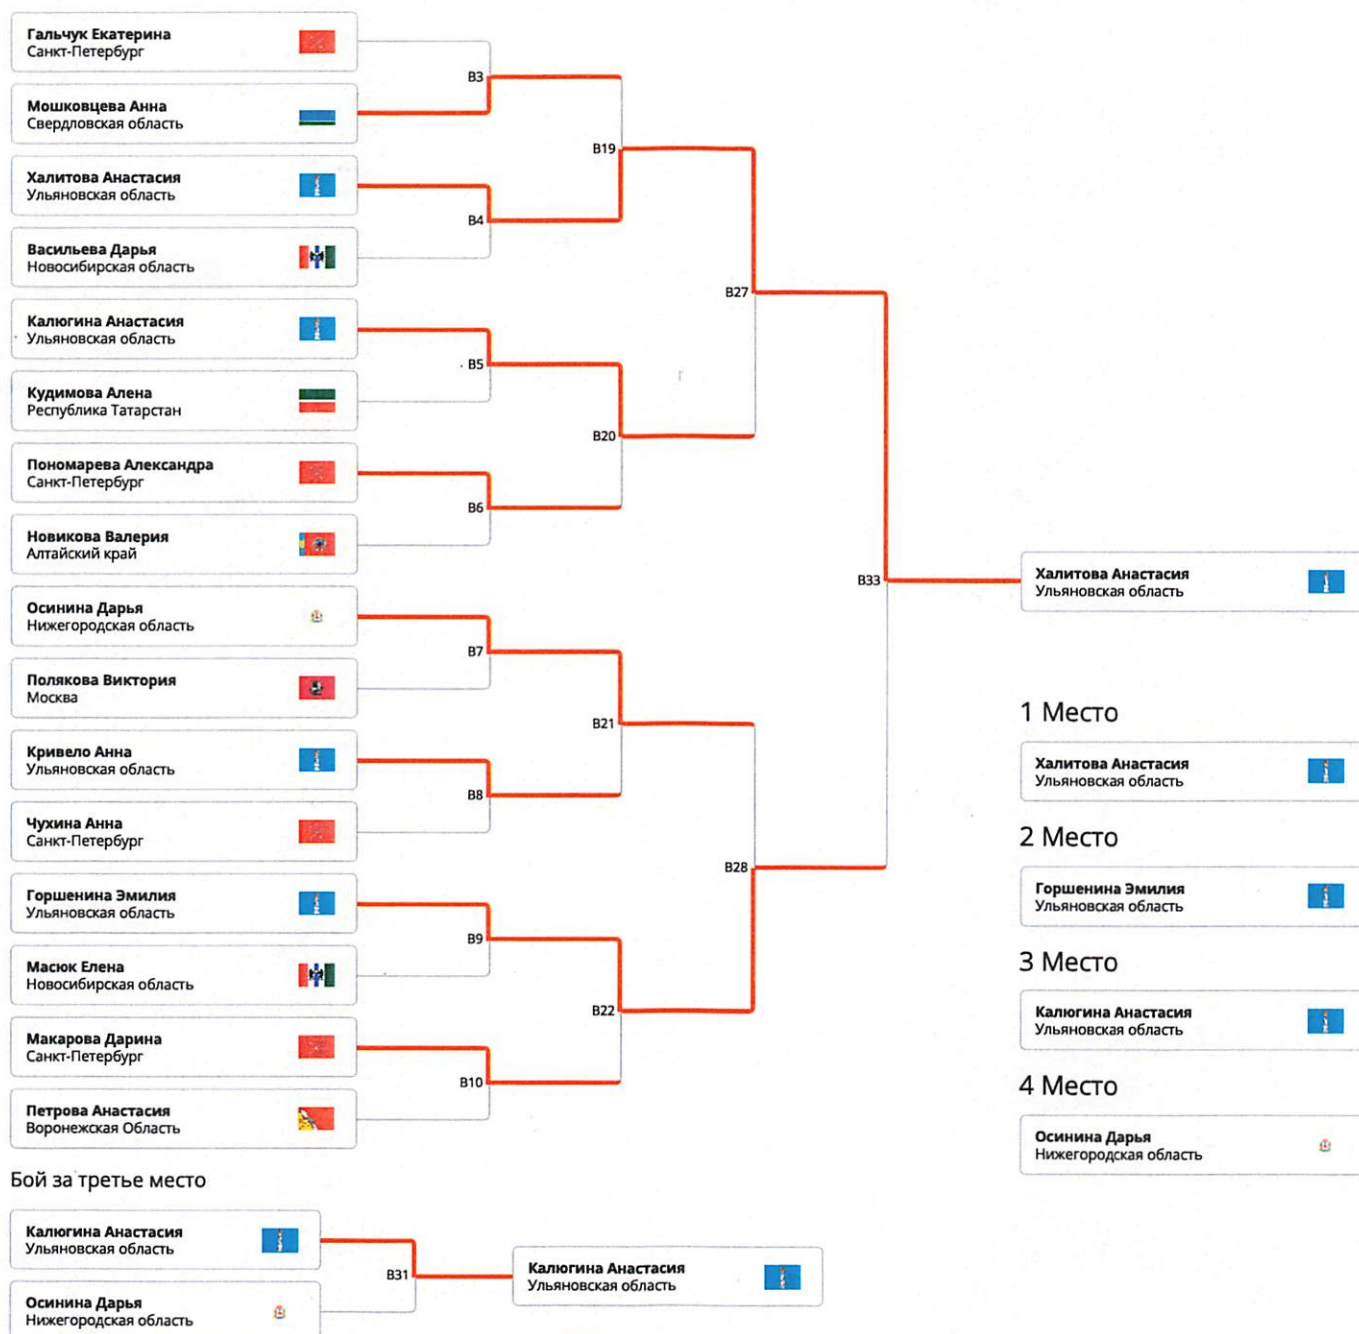 Гальчук Екатерина
Санкт-Петербург
Мошковцева Анна
Свердловская область
Халитова Анастасия
Ульяновская область
Васильева Дарья
Новосибирская область
Калюгина Анастасия
Ульяновская область
Кудимова Алена
Республика Татарстан
Пономарева Александра
Санкт-Петербург
Новикова Валерия
Алтайский край
Осинина Дарья
Нижегородская область
Полякова Виктория
Москва
Кривело Анна
Ульяновская область
Чухина Анна
Санкт-Петербург
Горшенина Эмилия
Ульяновская область
Масюк Елена
Новосибирская область
Макарова Дарина
Санкт-Петербург
Петрова Анастасия
Воронежская Область
B3
B4
B5
B6
B7
B8
B9
B10
B19
B20
B21
B22
B27
B28
B33
Халитова Анастасия
Ульяновская область
1 Место
Халитова Анастасия
Ульяновская область
2 Место
Горшенина Эмилия
Ульяновская область
3 Место
Калюгина Анастасия
Ульяновская область
4 Место
Осинина Дарья
Нижегородская область
Бой за третье место
Калюгина Анастасия
Ульяновская область
Осинина Дарья
Нижегородская область
B31
Калюгина Анастасия
Ульяновская область